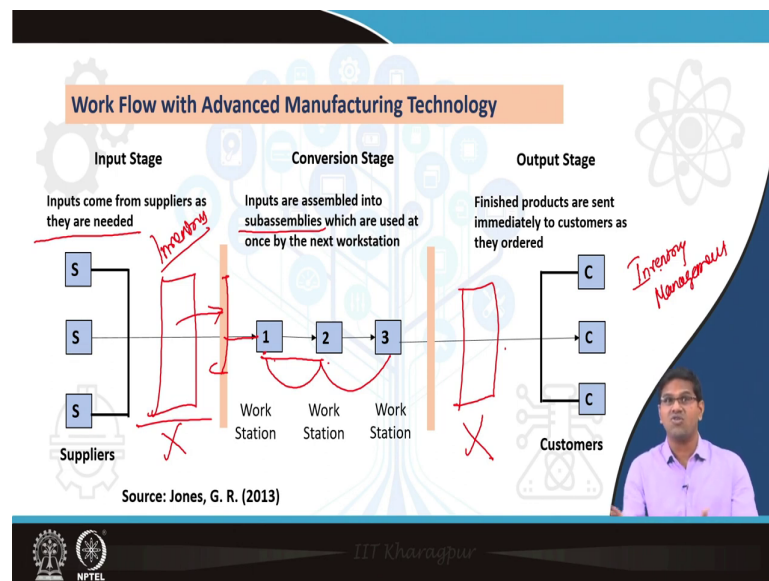 Work Flow with Advanced Manufacturing Technology
Input Stage
Conversion Stage
Output Stage
Inputs come from suppliers as
they are needed
Inputs are assembled into
subassemblies which are used at
once by the next workstation
Finished products are sent
immediately to customers as
they ordered
Inventory
Inventory
Management
S
S
S
1
2
3
C
C
C
Work
Station
Work
Station
Work
Station
X
X
Suppliers
Customers
Source: Jones, G. R. (2013)
NPTEL
IIT Kharagpur